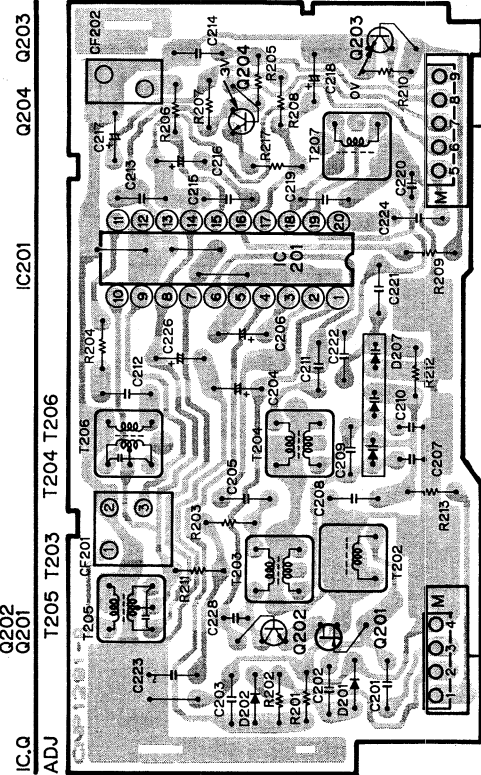 Q203
Q204
IC201
T206
T204
T203
T205
Q202
Q201
IC.Q
ADJ
CF202
C214
Q204
3V
R205
C218
Q203
0V
R210
R207
R206
R208
C217
C216
R217
T207
9
8
7
6
5
M
C213
C215
C219
C220
C224
11 12 13 14 15 16 17 18 19 20
IC
201
R209
10 9 8 7 6 5 4 3 2 1
C221
R204
C226
C206
C222
C212
C211
D207
R212
C204
T206
T204
C210
C209
C205
C207
C208
R213
2
1
3
CF201
R203
T203
T202
R211
T205
C228
Q202
Q201
M
4
3
2
1
C223
C203
D202
R202
R201
C202
D201
C201